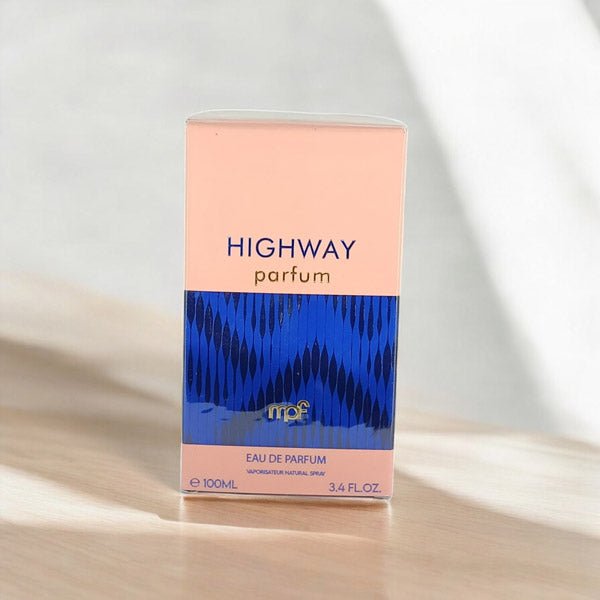 HIGHWAY
parfum
mpf
EAU DE PARFUM
VAPORISATEUR NATURAL SPRAY
℮ 100ML 3.4 FL.OZ.